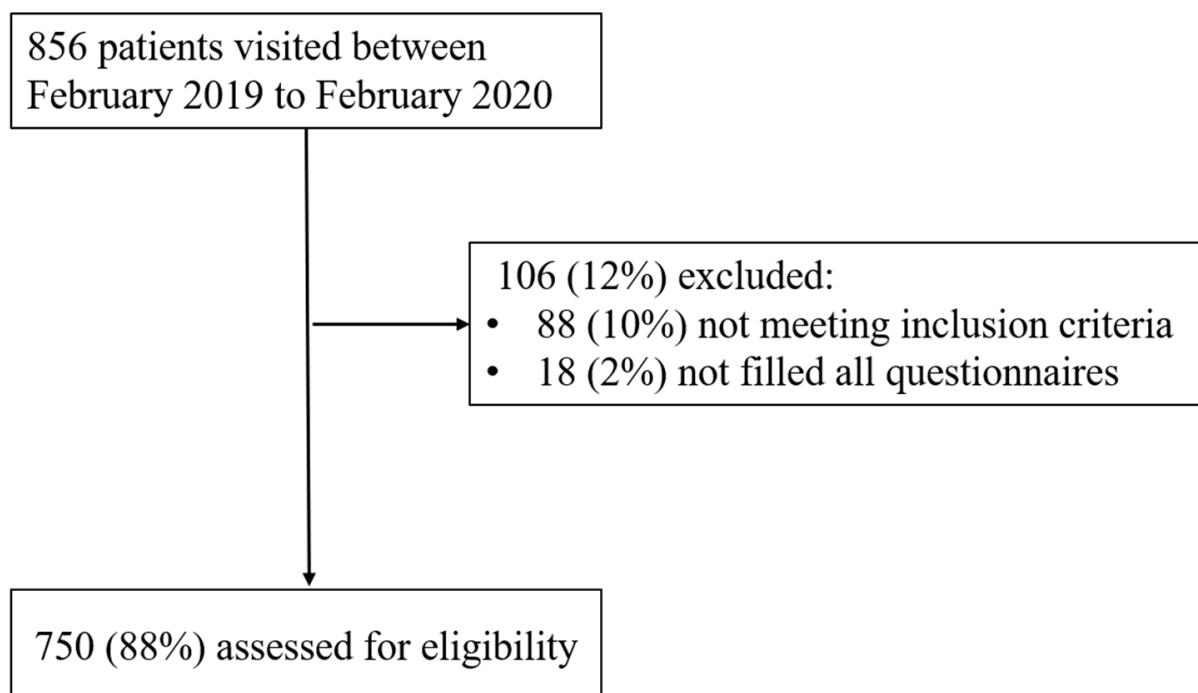 856 patients visited between
February 2019 to February 2020
106 (12%) excluded:
• 88 (10%) not meeting inclusion criteria
• 18 (2%) not filled all questionnaires
750 (88%) assessed for eligibility